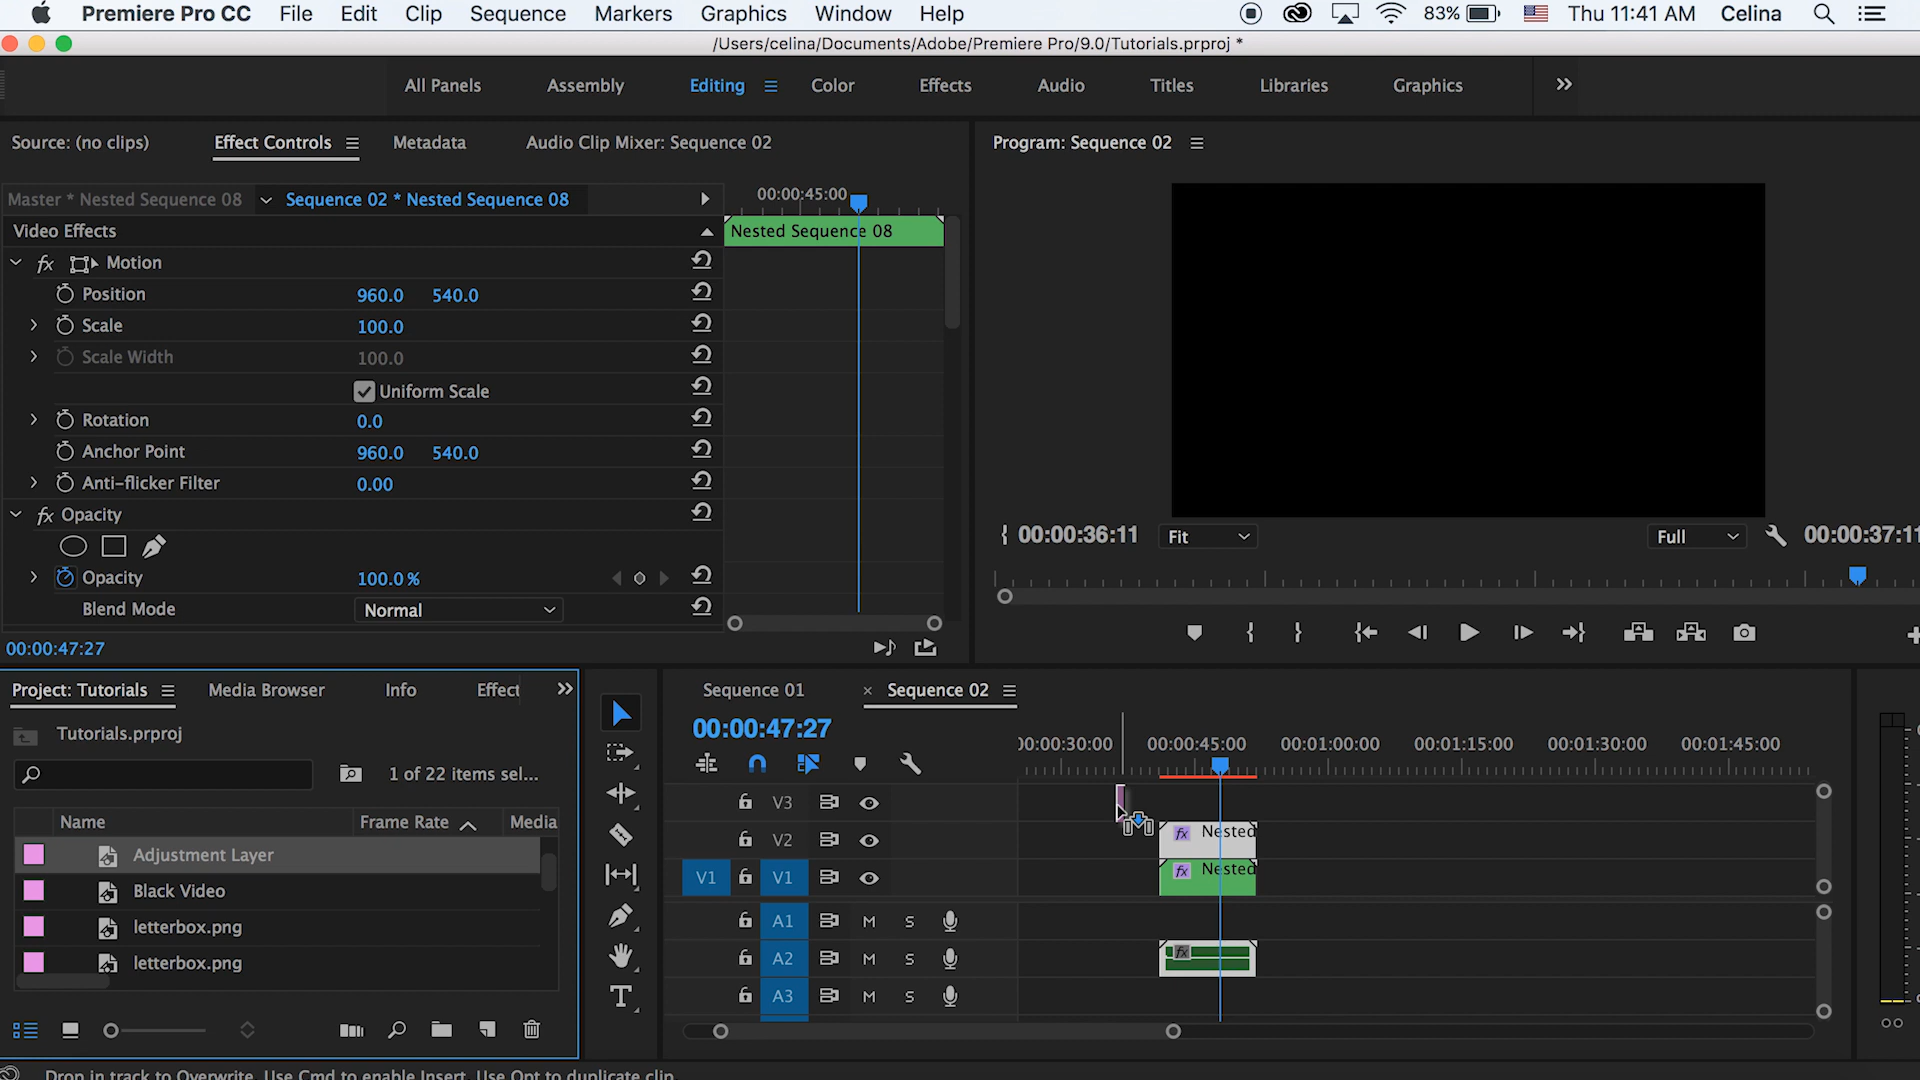 Premiere Pro CC File Edit Clip Sequence Markers Graphics Window Help 83% Thu 11:41 AM Celina
/Users/celina/Documents/Adobe/Premiere Pro/9.0/Tutorials.prproj *
All Panels Assembly Editing Color Effects Audio Titles Libraries Graphics
Source: (no clips) Effect Controls Metadata Audio Clip Mixer: Sequence 02
Program: Sequence 02
00:00:45:00
Master * Nested Sequence 08 Sequence 02 * Nested Sequence 08
Video Effects
Nested Sequence 08
fx Motion
Position 960.0 540.0
Scale 100.0
Scale Width 100.0
Uniform Scale
Rotation 0.0
Anchor Point 960.0 540.0
Anti-flicker Filter 0.00
fx Opacity
Opacity 100.0 %
Blend Mode Normal
00:00:47:27
00:00:36:11 Fit Full 00:00:37:11
Project: Tutorials Media Browser Info Effect
Tutorials.prproj
1 of 22 items sel...
Name Frame Rate Media
Adjustment Layer
Black Video
letterbox.png
letterbox.png
Sequence 01 × Sequence 02
00:00:47:27
00:00:30:00 00:00:45:00 00:01:00:00 00:01:15:00 00:01:30:00 00:01:45:00
V3
V2 fx Nested
V1 V1 fx Nested
A1 M S
A2 M S fx
A3 M S
Drop in track to Overwrite. Use Cmd to enable Insert. Use Opt to duplicate clip.